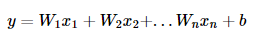 y = W₁x₁ + W₂x₂+…Wₙxₙ + b